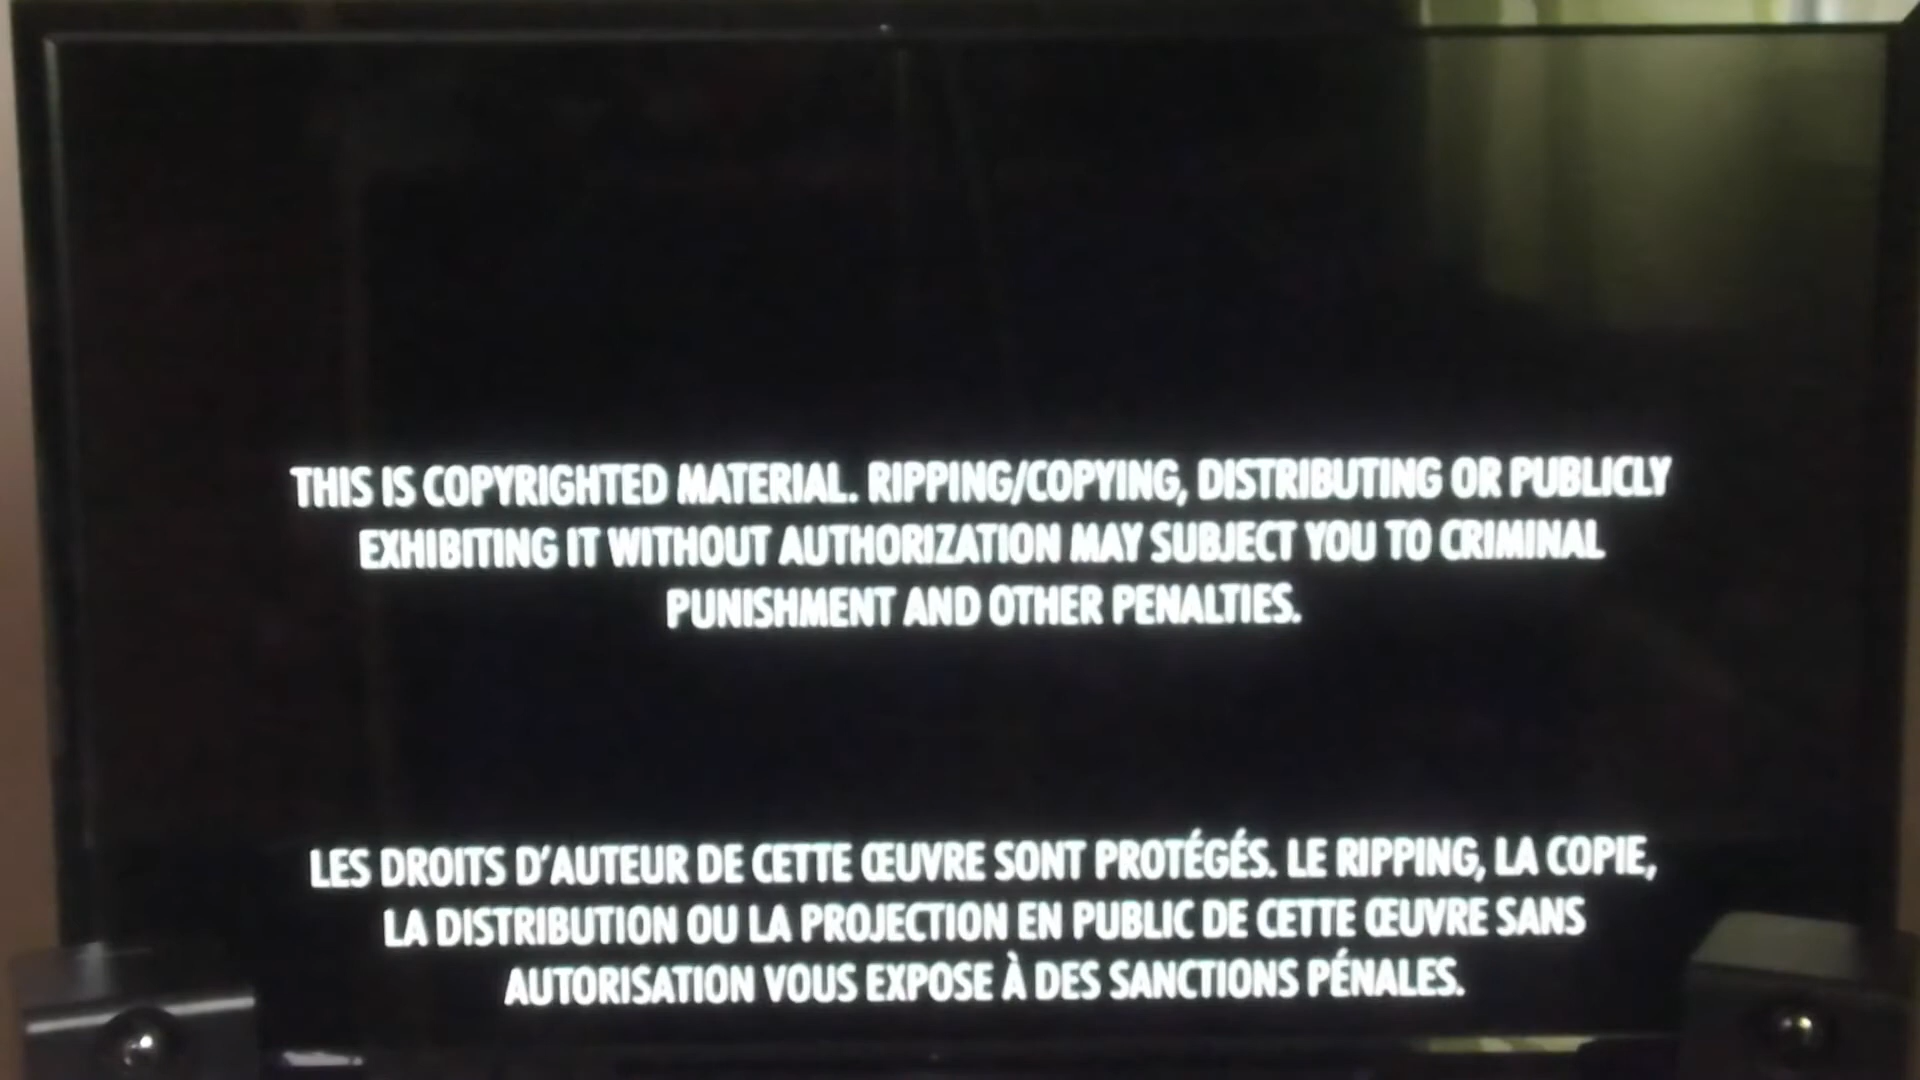 THIS IS COPYRIGHTED MATERIAL. RIPPING/COPYING, DISTRIBUTING OR PUBLICLY
EXHIBITING IT WITHOUT AUTHORIZATION MAY SUBJECT YOU TO CRIMINAL
PUNISHMENT AND OTHER PENALTIES.
LES DROITS D'AUTEUR DE CETTE ŒUVRE SONT PROTÉGÉS. LE RIPPING, LA COPIE,
LA DISTRIBUTION OU LA PROJECTION EN PUBLIC DE CETTE ŒUVRE SANS
AUTORISATION VOUS EXPOSE À DES SANCTIONS PÉNALES.